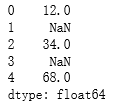 0    12.0
1     NaN
2    34.0
3     NaN
4    68.0
dtype: float64